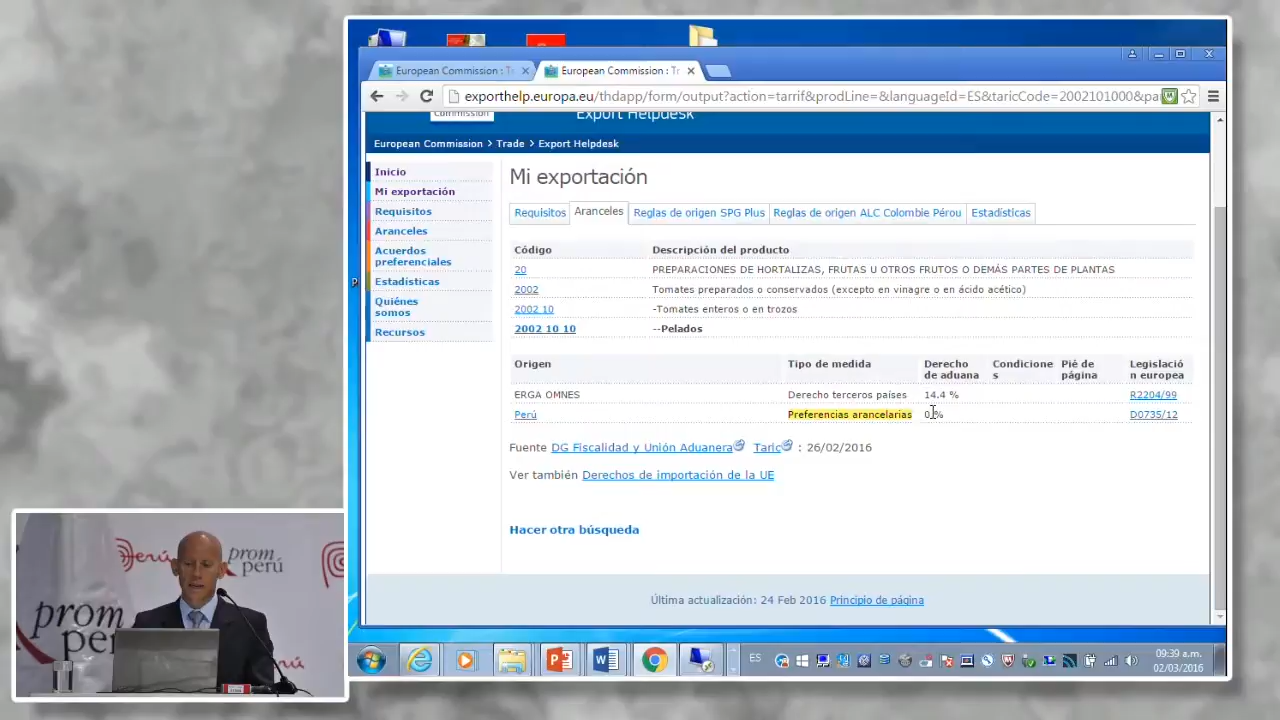 European Commission : Tr
European Commission : Tr
exporthelp.europa.eu/thdapp/form/output?action=tarrif&prodLine=&languageId=ES&taricCode=2002101000&pa
Commission
Export Helpdesk
European Commission > Trade > Export Helpdesk
Inicio
Mi exportación
Requisitos
Aranceles
Acuerdos
preferenciales
Estadísticas
Quiénes
somos
Recursos
Mi exportación
Requisitos Aranceles Reglas de origen SPG Plus Reglas de origen ALC Colombie Pérou Estadísticas
Código Descripción del producto
20 PREPARACIONES DE HORTALIZAS, FRUTAS U OTROS FRUTOS O DEMÁS PARTES DE PLANTAS
2002 Tomates preparados o conservados (excepto en vinagre o en ácido acético)
2002 10 -Tomates enteros o en trozos
2002 10 10 --Pelados
Origen Tipo de medida Derecho de aduana Condiciones Pié de página Legislación europea
ERGA OMNES Derecho terceros países 14.4 % R2204/99
Perú Preferencias arancelarias 0 % D0735/12
Fuente DG Fiscalidad y Unión Aduanera Taric : 26/02/2016
Ver también Derechos de importación de la UE
Hacer otra búsqueda
Última actualización: 24 Feb 2016 Principio de página
ES
09:39 a.m.
02/03/2016
Perú
prom
perú
prom